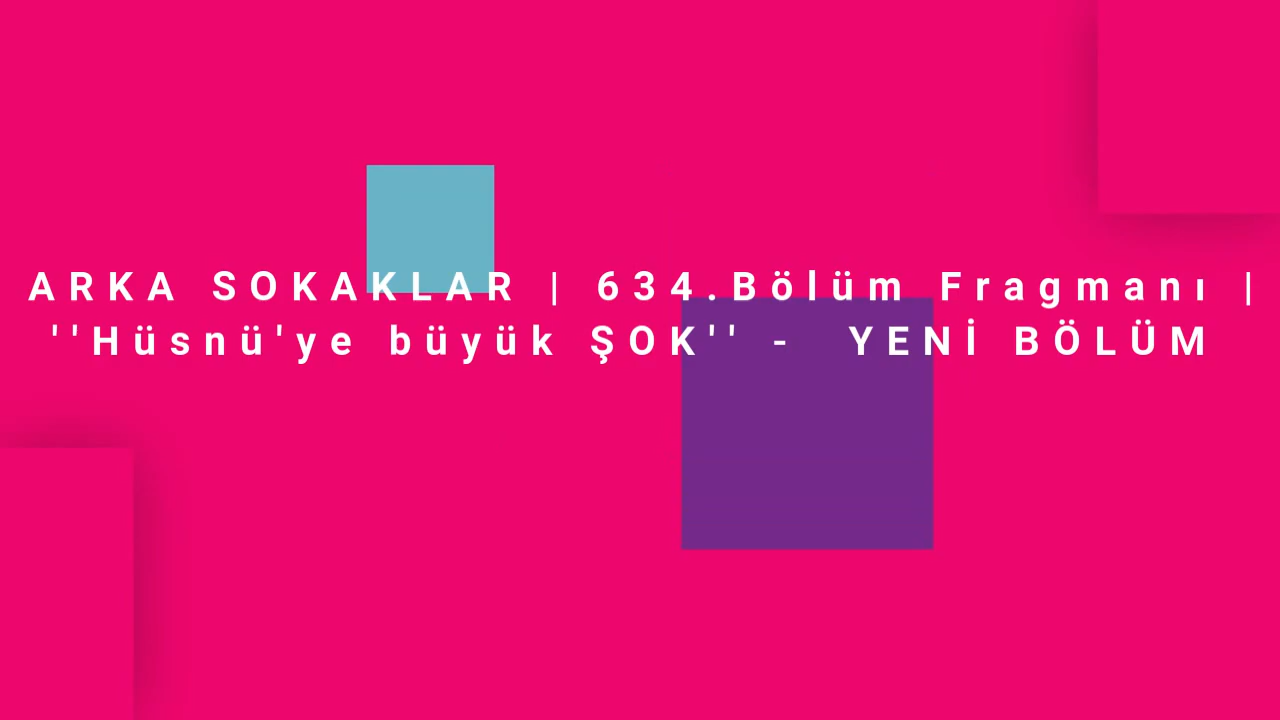 ARKA SOKAKLAR | 634.Bölüm Fragmanı |
''Hüsnü'ye büyük ŞOK'' -  YENİ BÖLÜM